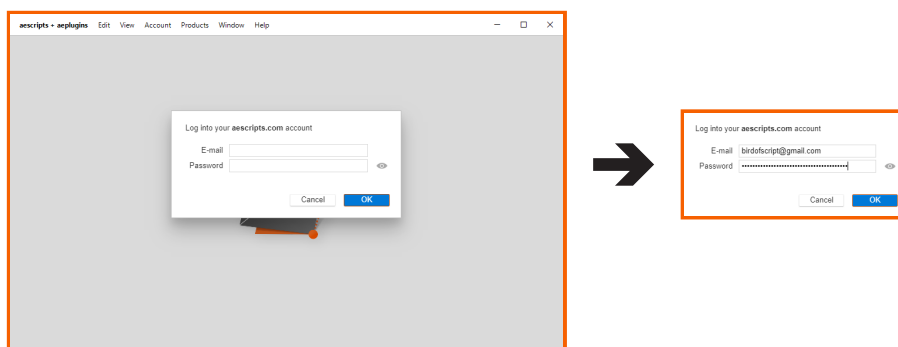 aescripts + aeplugins Edit View Account Products Window Help
Log into your aescripts.com account
E-mail
Password
Cancel OK
Log into your aescripts.com account
E-mail birdofscript@gmail.com
Password
Cancel OK